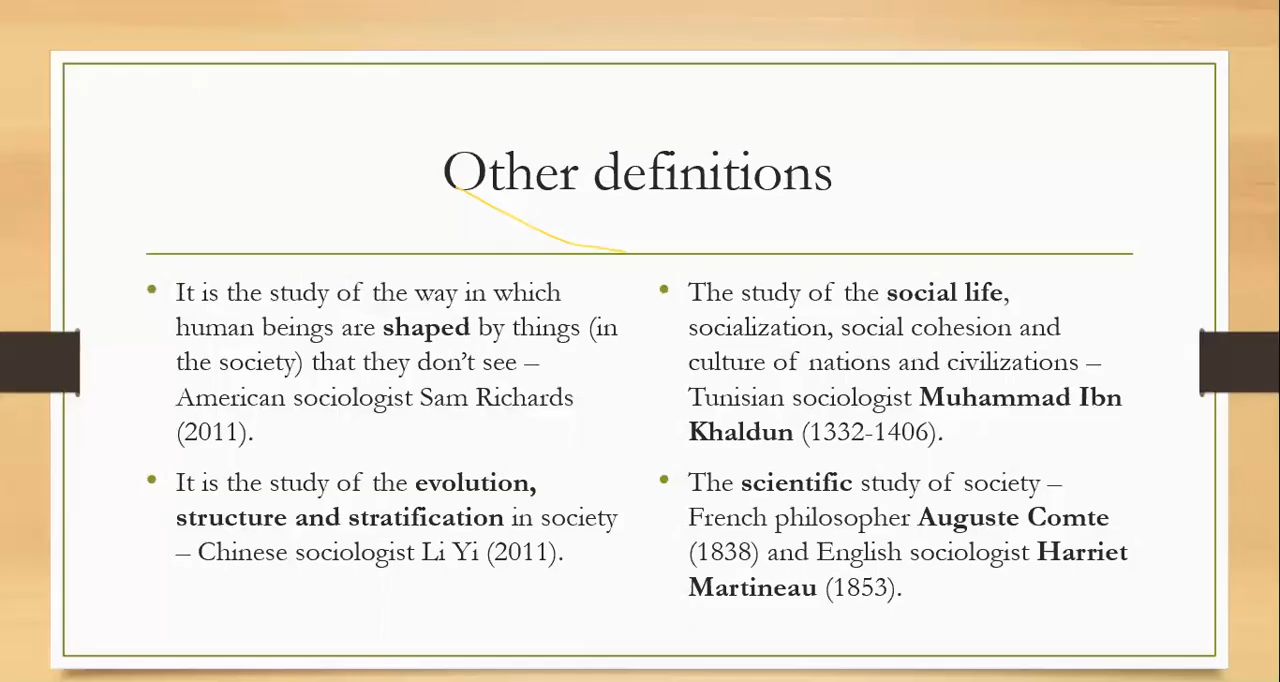 Other definitions
• It is the study of the way in which
human beings are shaped by things (in
the society) that they don’t see –
American sociologist Sam Richards
(2011).
• It is the study of the evolution,
structure and stratification in society
– Chinese sociologist Li Yi (2011).
• The study of the social life,
socialization, social cohesion and
culture of nations and civilizations –
Tunisian sociologist Muhammad Ibn
Khaldun (1332-1406).
• The scientific study of society –
French philosopher Auguste Comte
(1838) and English sociologist Harriet
Martineau (1853).